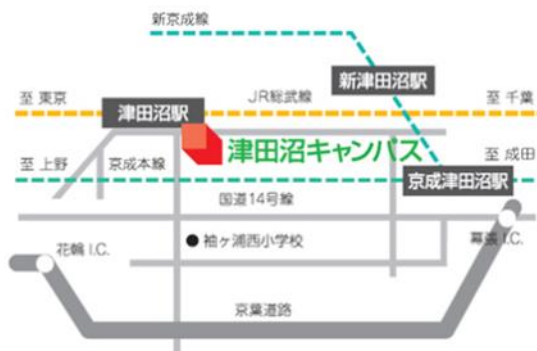 新京成線
新津田沼駅
至 東京
津田沼駅
JR総武線
至 千葉
津田沼キャンパス
至 上野
京成本線
至 成田
京成津田沼駅
国道14号線
袖ヶ浦西小学校
花輪 I.C.
幕張 I.C.
京葉道路